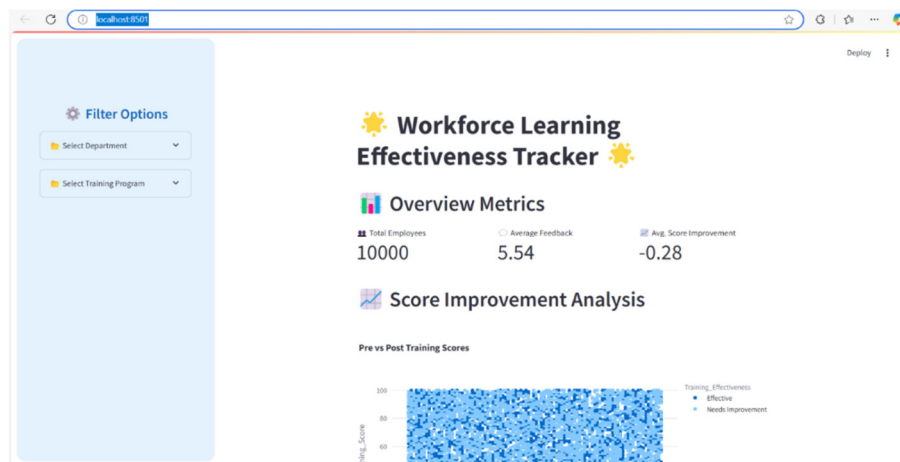 localhost:8501
Deploy
Filter Options
Select Department
Select Training Program
Workforce Learning
Effectiveness Tracker
Overview Metrics
Total Employees
10000
Average Feedback
5.54
Avg. Score Improvement
-0.28
Score Improvement Analysis
Pre vs Post Training Scores
Training_Effectiveness
Effective
Needs Improvement
100
80
60